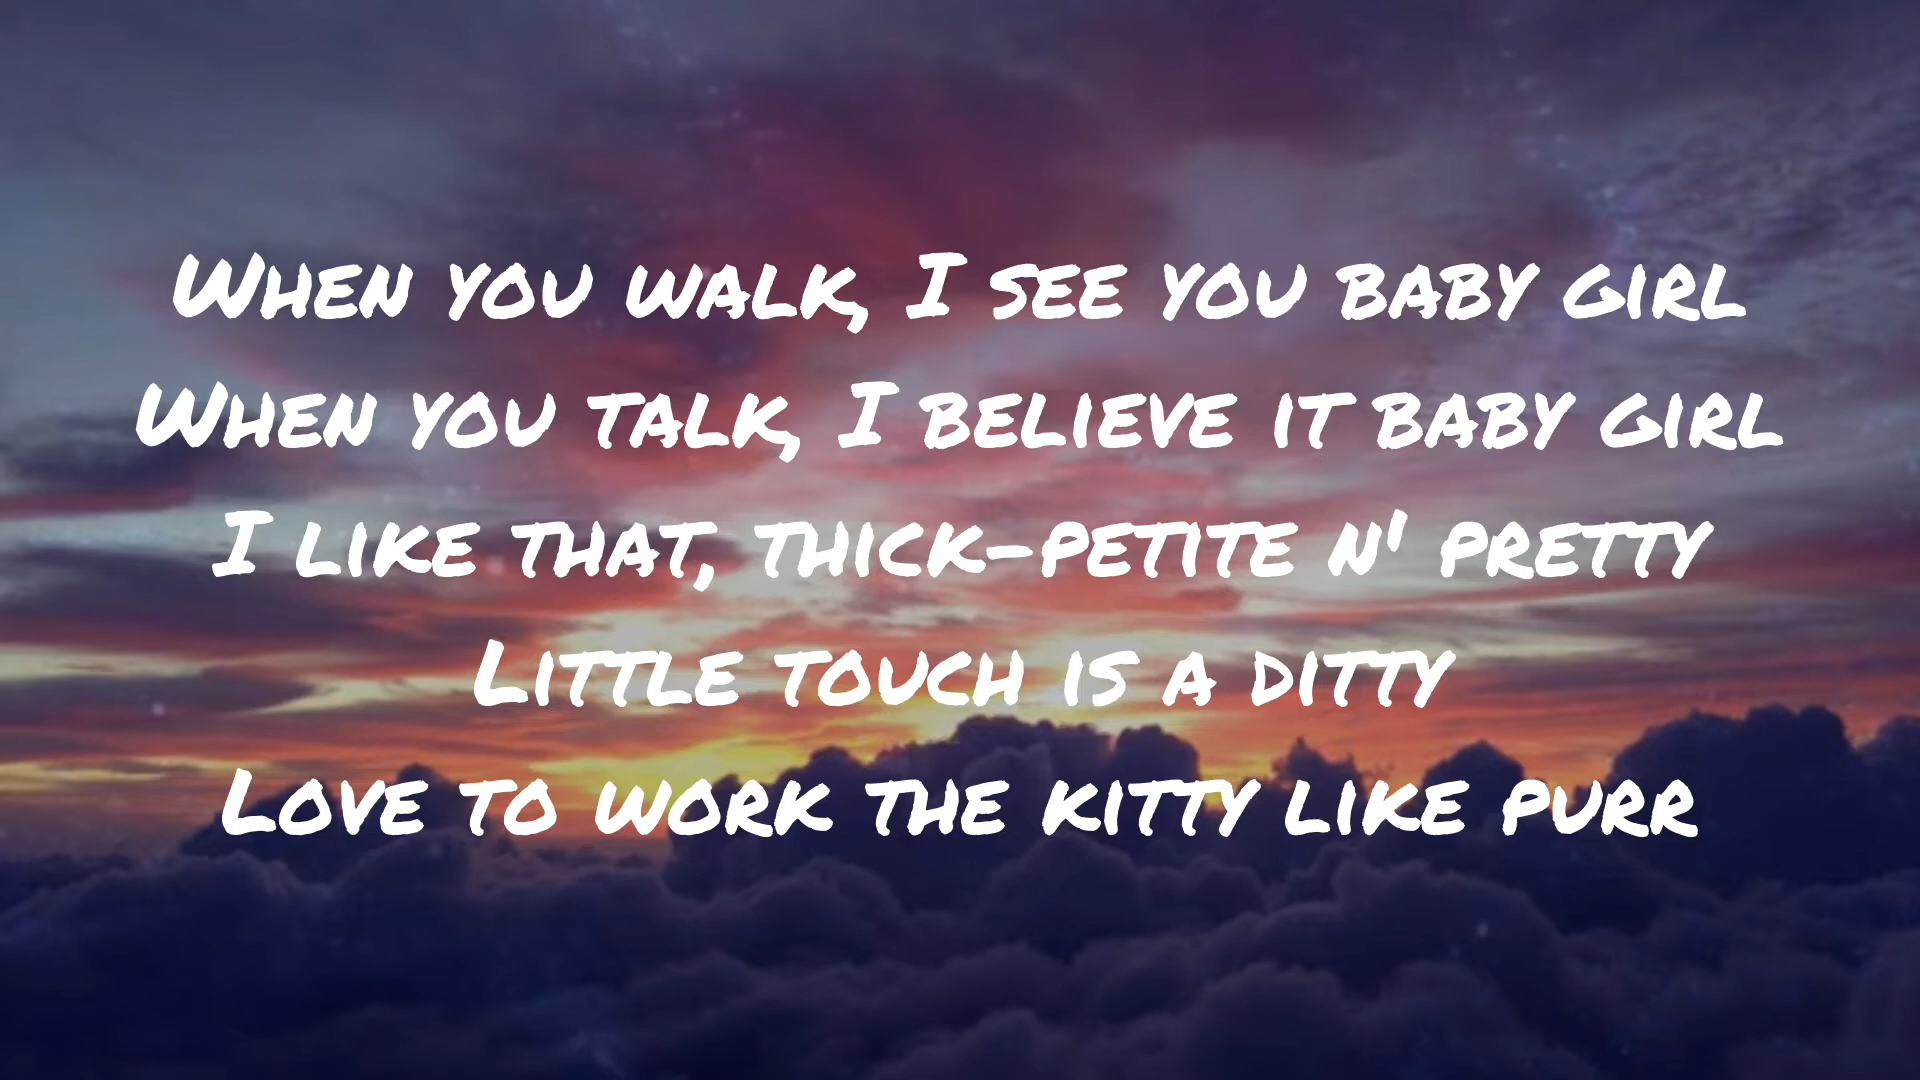 When you walk, I see you baby girl
When you talk, I believe it baby girl
I like that, thick-petite n' pretty
Little touch is a ditty
Love to work the kitty like purr